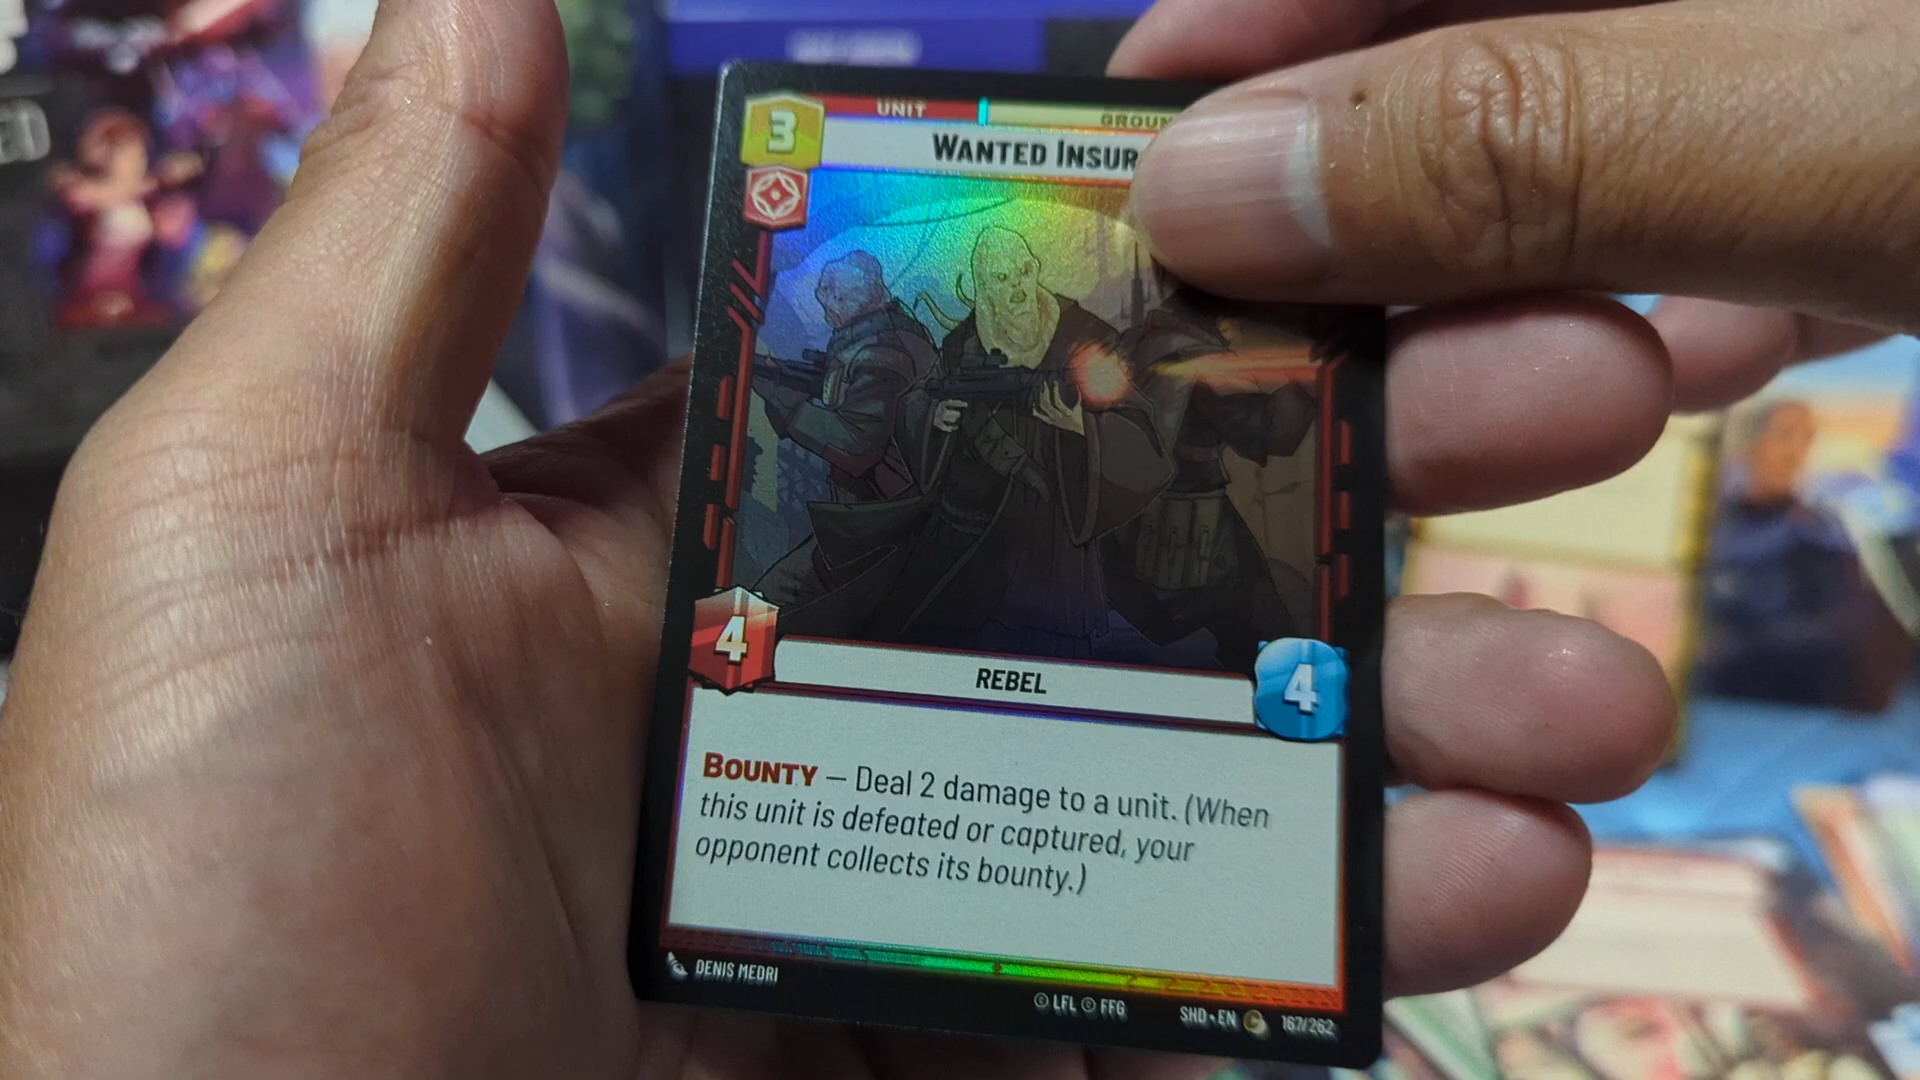 UNIT
GROUN
3
WANTED INSUR
4
REBEL
4
BOUNTY – Deal 2 damage to a unit. (When
this unit is defeated or captured, your
opponent collects its bounty.)
DENIS MEDRI
© LFL © FFG
SHD • EN C 167/262